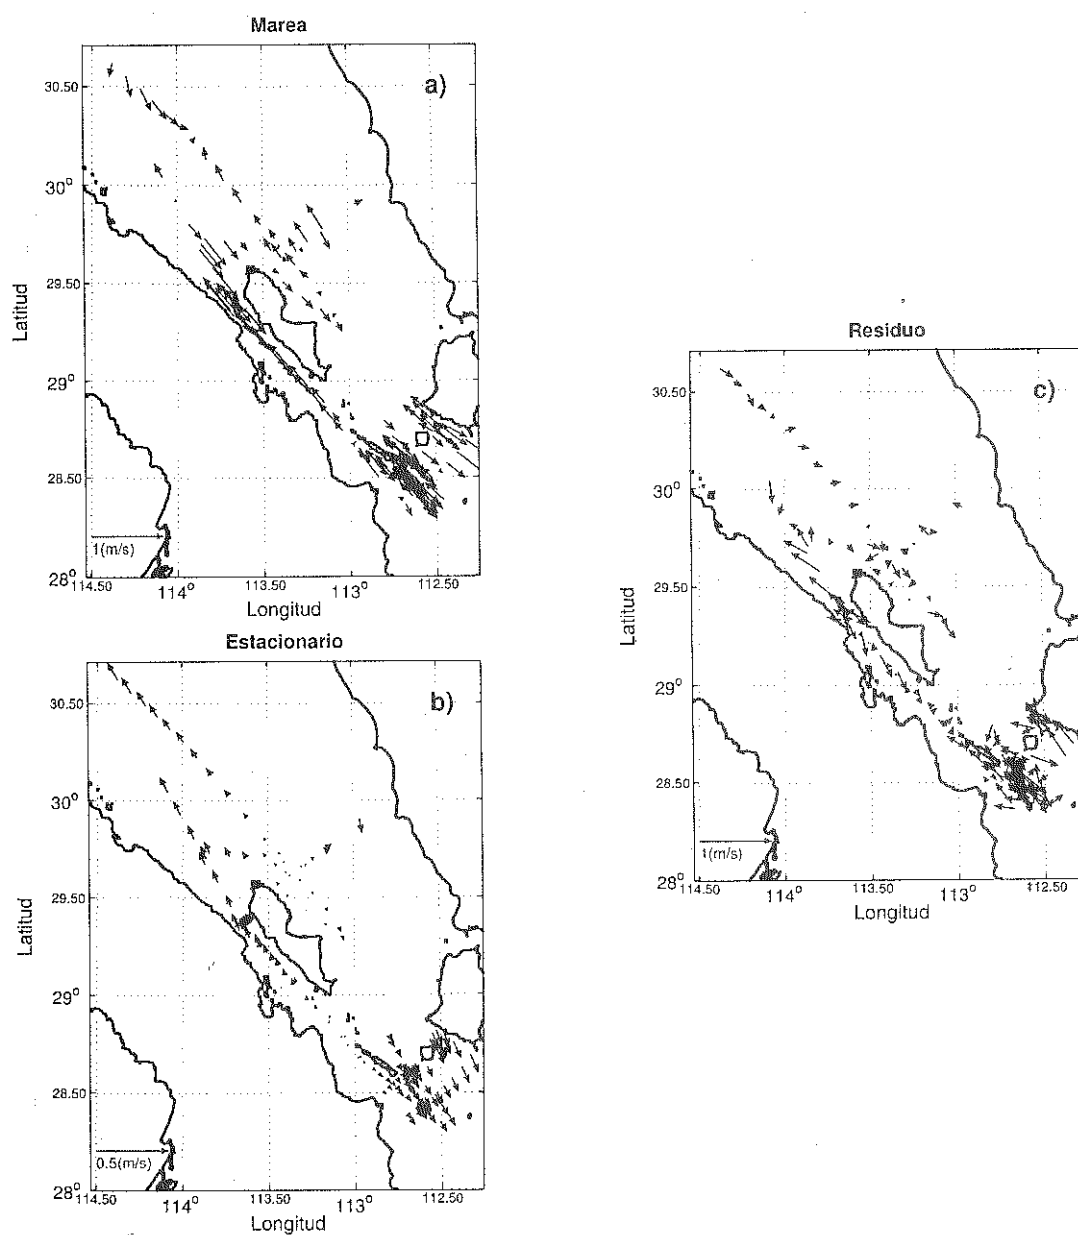 Marea
a)
30.50
30°
29.50
29°
28.50
28°
1(m/s)
114.50
114°
113.50
113°
112.50
Latitud
Longitud
Estacionario
b)
30.50
30°
29.50
29°
28.50
28°
0.5(m/s)
114.50
114°
113.50
113°
112.50
Latitud
Longitud
Residuo
c)
30.50
30°
29.50
29°
28.50
28°
1(m/s)
114.50
114°
113.50
113°
112.50
Latitud
Longitud